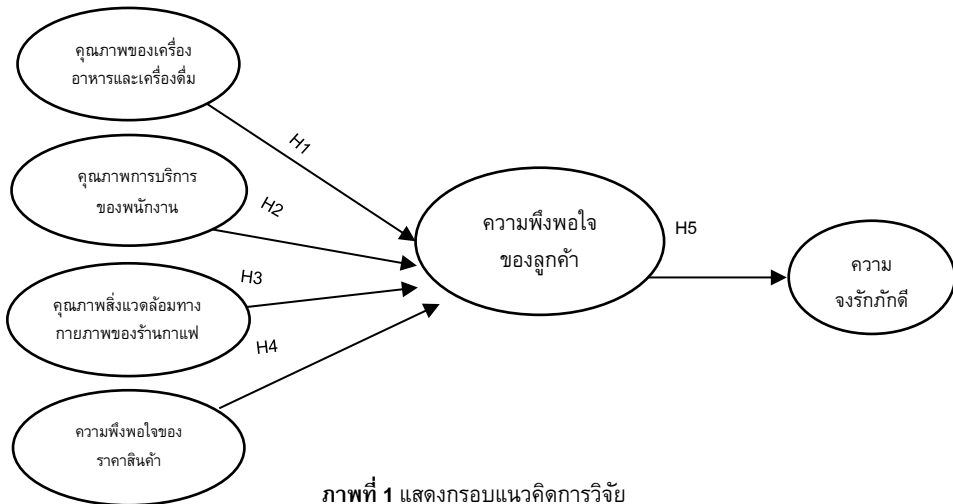 คุณภาพของเครื่อง
อาหารและเครื่องดื่ม
H1
คุณภาพการบริการ
ของพนักงาน
H2
ความพึงพอใจ
ของลูกค้า
H5
ความ
จงรักภักดี
H3
คุณภาพสิ่งแวดล้อมทาง
กายภาพของร้านกาแฟ
H4
ความพึงพอใจของ
ราคาสินค้า
ภาพที่ 1 แสดงกรอบแนวคิดการวิจัย